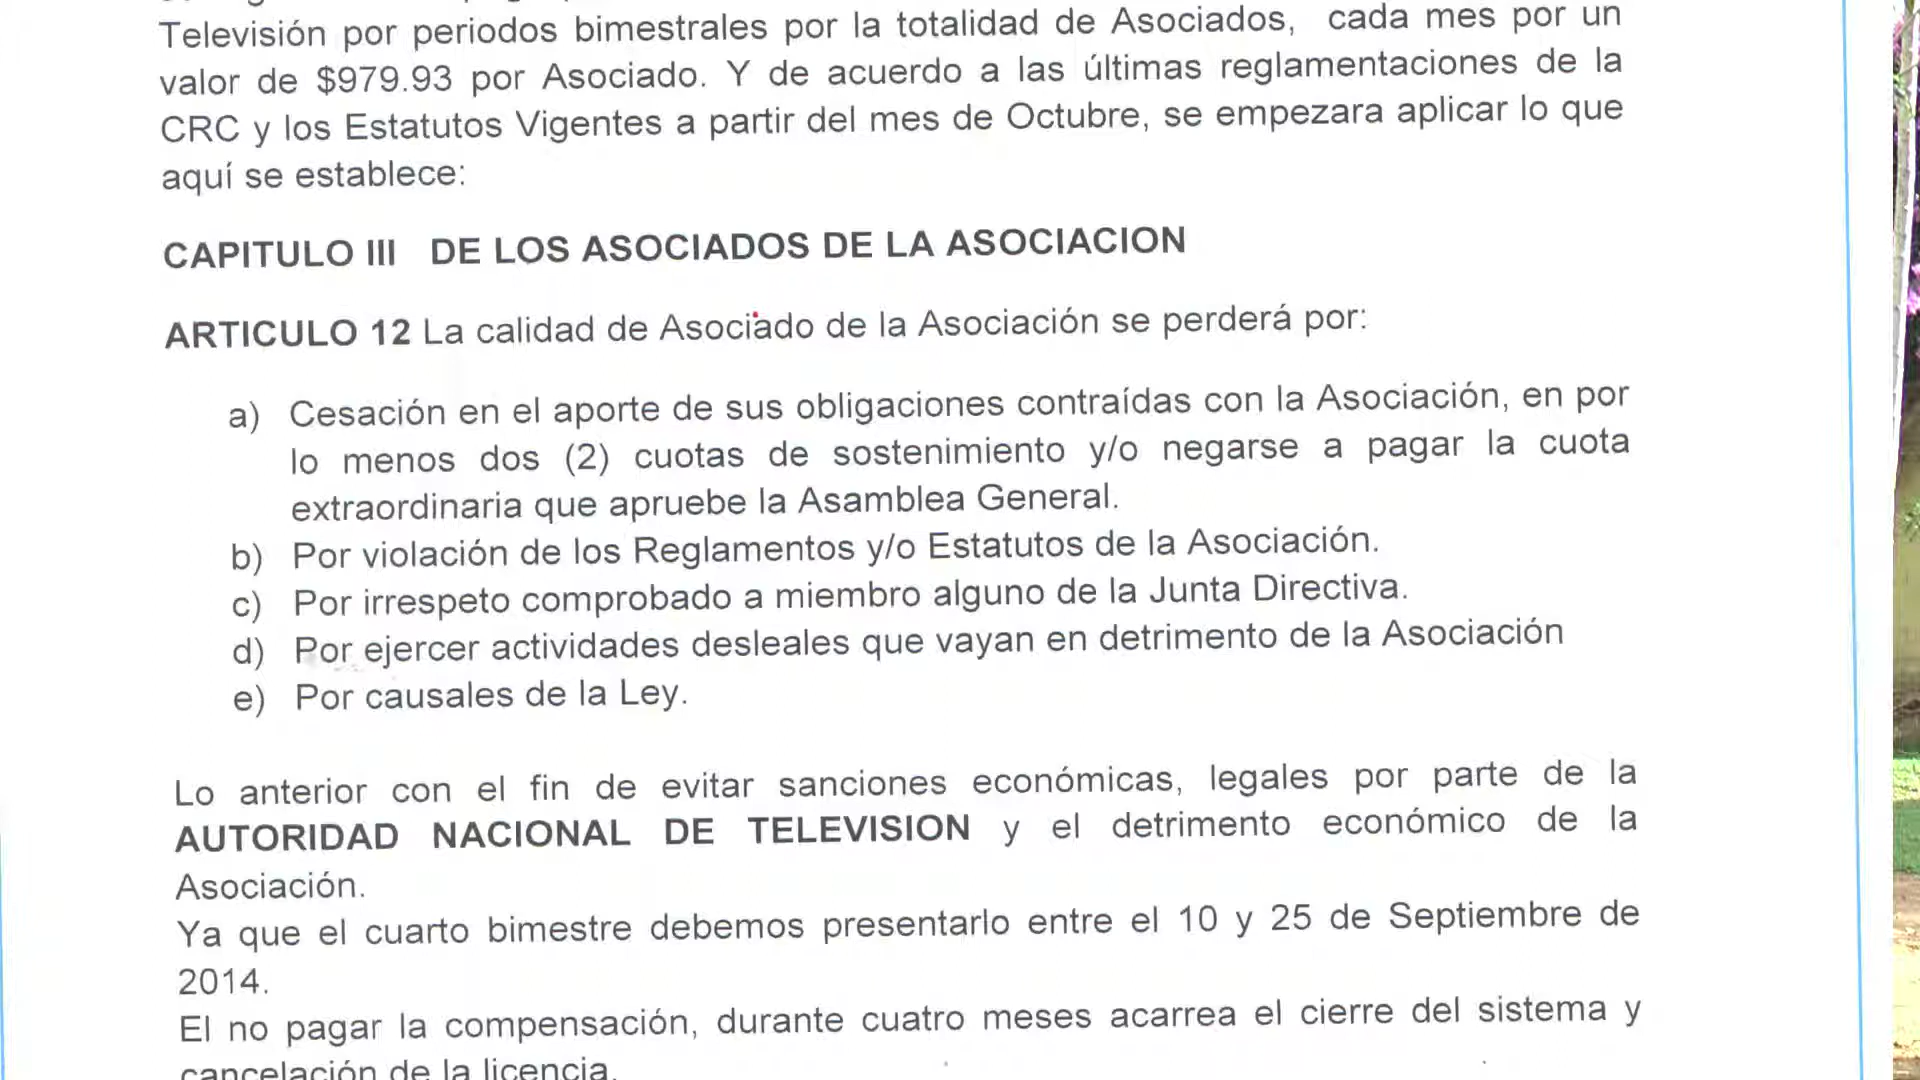 Televisión por periodos bimestrales por la totalidad de Asociados, cada mes por un
valor de $979.93 por Asociado. Y de acuerdo a las últimas reglamentaciones de la
CRC y los Estatutos Vigentes a partir del mes de Octubre, se empezara aplicar lo que
aquí se establece:
CAPITULO III DE LOS ASOCIADOS DE LA ASOCIACION
ARTICULO 12 La calidad de Asociado de la Asociación se perderá por:
a) Cesación en el aporte de sus obligaciones contraídas con la Asociación, en por
lo menos dos (2) cuotas de sostenimiento y/o negarse a pagar la cuota
extraordinaria que apruebe la Asamblea General.
b) Por violación de los Reglamentos y/o Estatutos de la Asociación.
c) Por irrespeto comprobado a miembro alguno de la Junta Directiva.
d) Por ejercer actividades desleales que vayan en detrimento de la Asociación
e) Por causales de la Ley.
Lo anterior con el fin de evitar sanciones económicas, legales por parte de la
AUTORIDAD NACIONAL DE TELEVISION y el detrimento económico de la
Asociación.
Ya que el cuarto bimestre debemos presentarlo entre el 10 y 25 de Septiembre de
2014.
El no pagar la compensación, durante cuatro meses acarrea el cierre del sistema y
cancelación de la licencia.